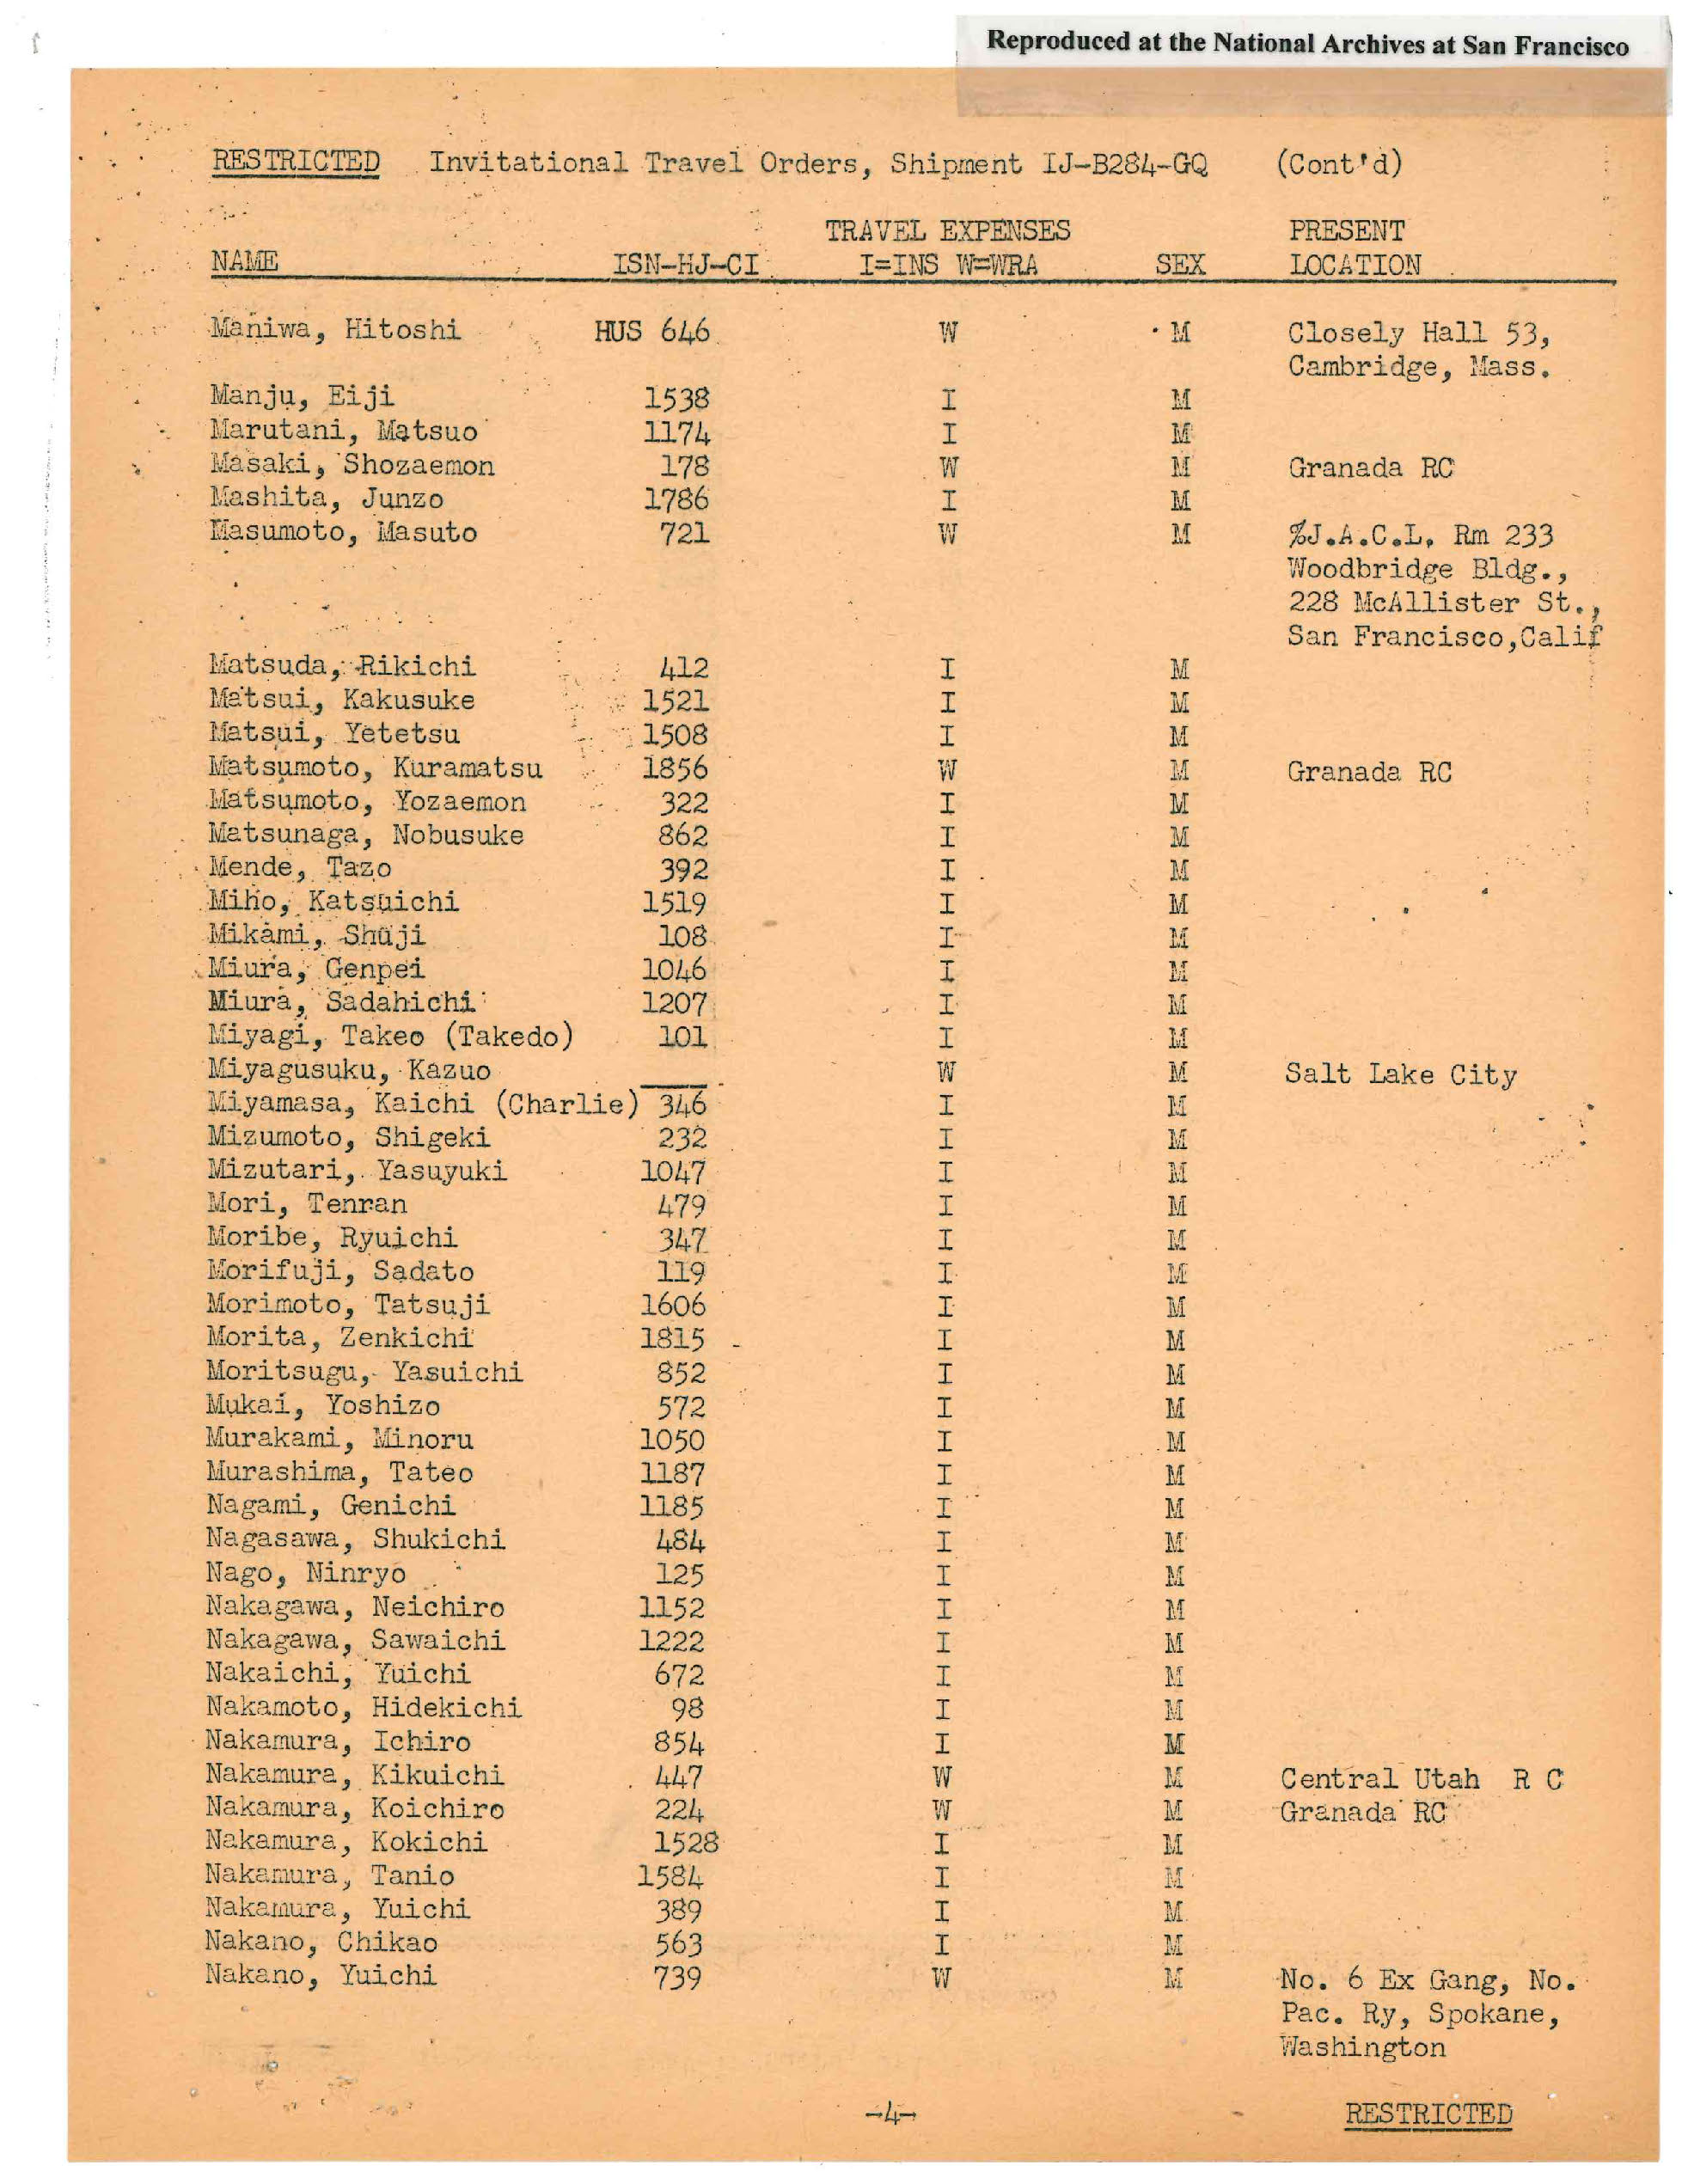 Reproduced at the National Archives at San Francisco
RESTRICTED Invitational Travel Orders, Shipment IJ-B284-GQ (Cont'd)
TRAVEL EXPENSES PRESENT
NAME ISN-HJ-CI I=INS W=WRA SEX LOCATION
Maniwa, Hitoshi HUS 646 W M Closely Hall 53,
Cambridge, Mass.
Manju, Eiji 1538 I M
Marutani, Matsuo 1174 I M
Masaki, Shozaemon 178 W M Granada RC
Mashita, Junzo 1786 I M
Masumoto, Masuto 721 W M %J.A.C.L. Rm 233
Woodbridge Bldg.,
228 McAllister St.,
San Francisco,Calif
Matsuda, Rikichi 412 I M
Matsui, Kakusuke 1521 I M
Matsui, Yetetsu 1508 I M
Matsumoto, Kuramatsu 1856 W M Granada RC
Matsumoto, Yozaemon 322 I M
Matsunaga, Nobusuke 862 I M
Mende, Tazo 392 I M
Miho, Katsuichi 1519 I M
Mikami, Shuji 108 I M
Miura, Genpei 1046 I M
Miura, Sadahichi 1207 I M
Miyagi, Takeo (Takedo) 101 I M
Miyagusuku, Kazuo W M Salt Lake City
Miyamasa, Kaichi (Charlie) 346 I M
Mizumoto, Shigeki 232 I M
Mizutari, Yasuyuki 1047 I M
Mori, Tenran 479 I M
Moribe, Ryuichi 347 I M
Morifuji, Sadato 119 I M
Morimoto, Tatsuji 1606 I M
Morita, Zenkichi 1815 I M
Moritsugu, Yasuichi 852 I M
Mukai, Yoshizo 572 I M
Murakami, Minoru 1050 I M
Murashima, Tateo 1187 I M
Nagami, Genichi 1185 I M
Nagasawa, Shukichi 484 I M
Nago, Ninryo 125 I M
Nakagawa, Neichiro 1152 I M
Nakagawa, Sawaichi 1222 I M
Nakaichi, Yuichi 672 I M
Nakamoto, Hidekichi 98 I M
Nakamura, Ichiro 854 I M
Nakamura, Kikuichi 447 W M Central Utah R C
Nakamura, Koichiro 224 W M Granada RC
Nakamura, Kokichi 1528 I M
Nakamura, Tanio 1584 I M
Nakamura, Yuichi 389 I M
Nakano, Chikao 563 I M
Nakano, Yuichi 739 W M No. 6 Ex Gang, No.
Pac. Ry, Spokane,
Washington
-4- RESTRICTED